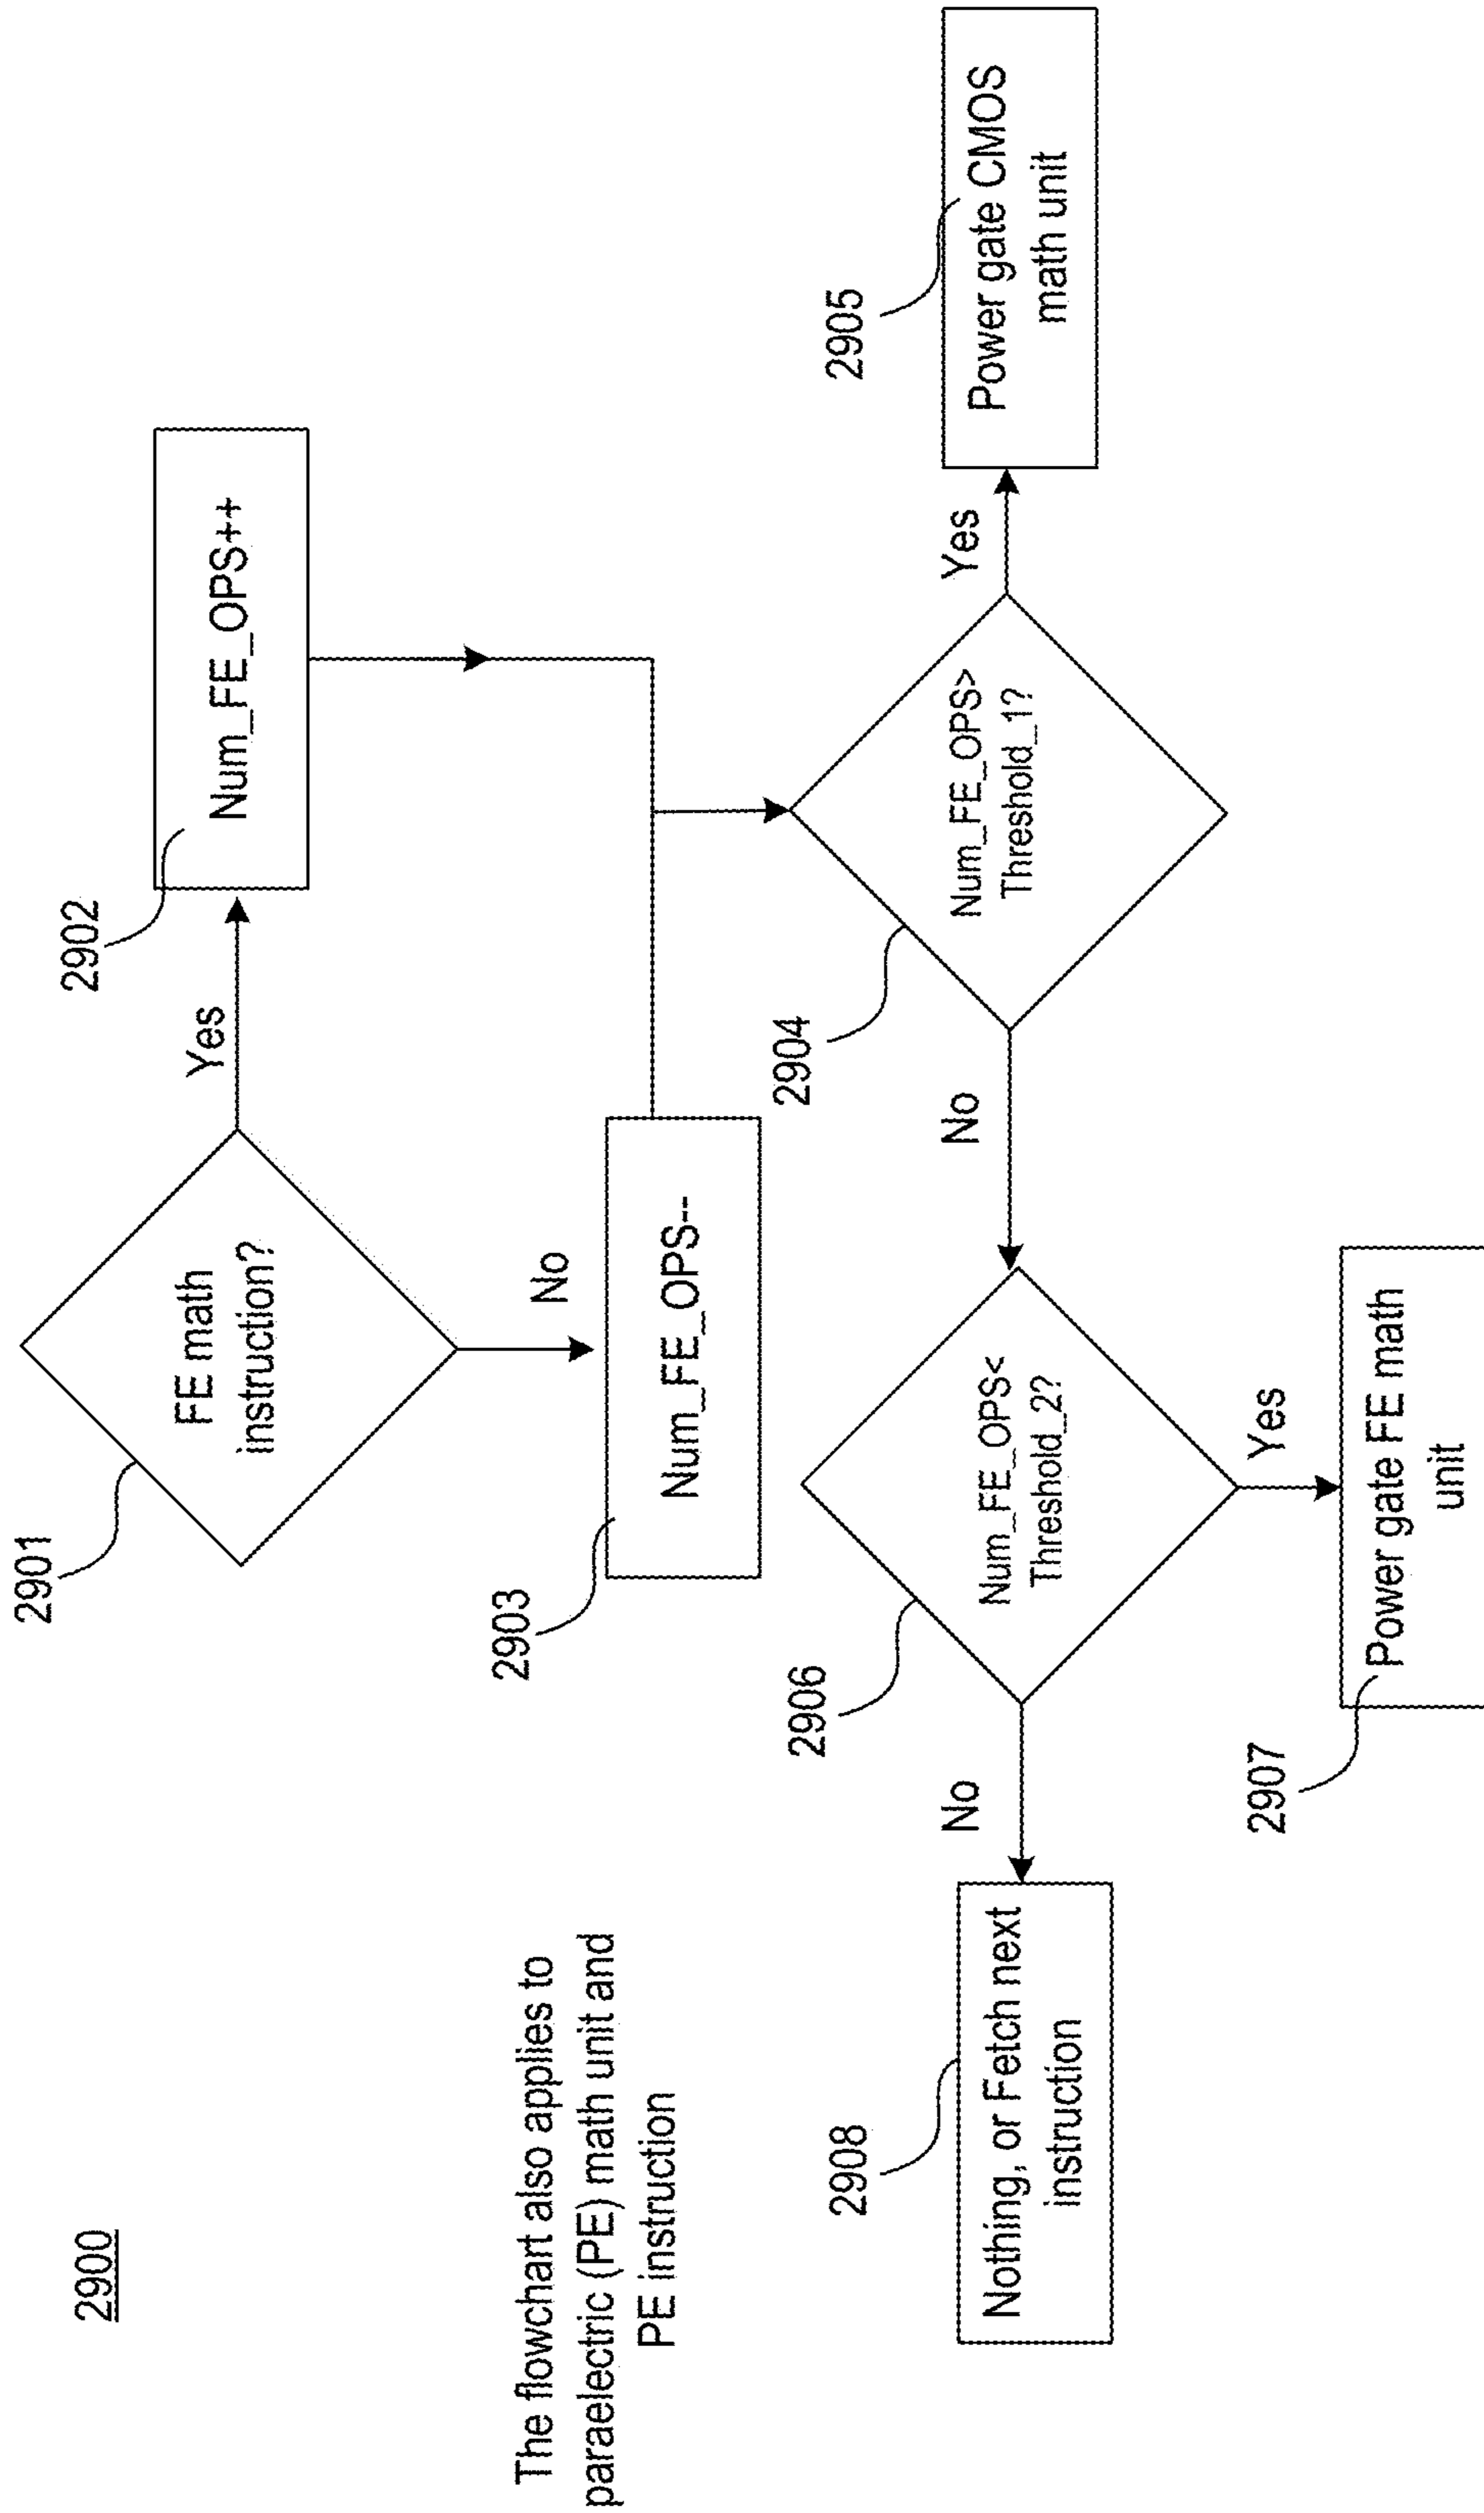 2900
2901
FE math
instruction?
Yes
2902
Num_FE_OPS++
No
2903
Num_FE_OPS--
The flowchart also applies to
paraelectric (PE) math unit and
PE instruction
2904
Num_FE_OPS>
Threshold_1?
Yes
2905
Power gate CMOS
math unit
No
2906
Num_FE_OPS<
Threshold_2?
Yes
2907
Power gate FE math
unit
No
2908
Nothing, or Fetch next
instruction